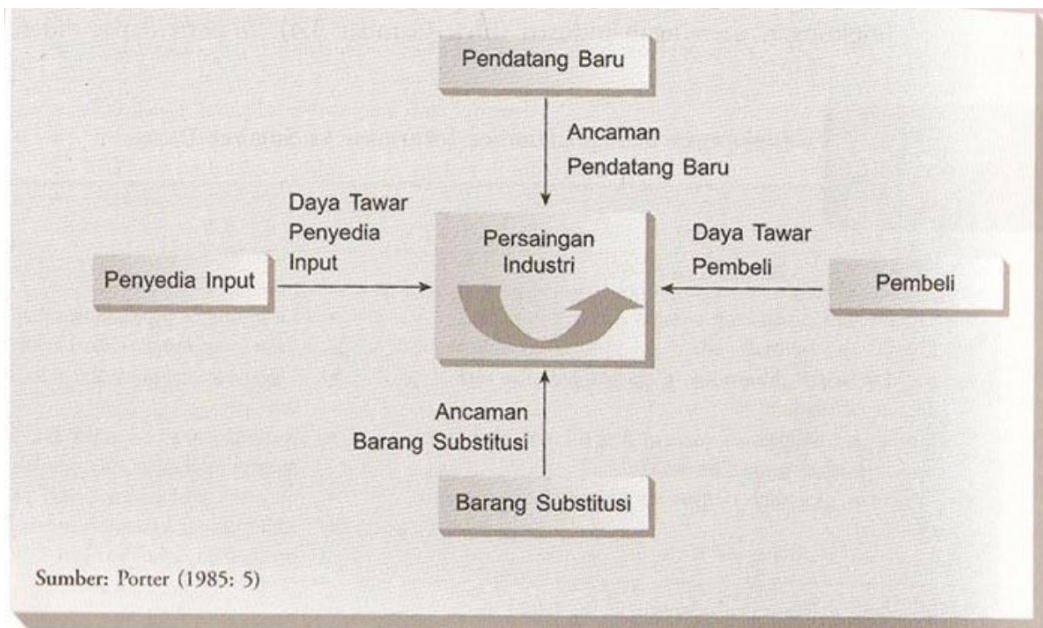 Pendatang Baru
Ancaman
Pendatang Baru
Daya Tawar
Penyedia
Input
Penyedia Input
Persaingan
Industri
Daya Tawar
Pembeli
Pembeli
Ancaman
Barang Substitusi
Barang Substitusi
Sumber: Porter (1985: 5)